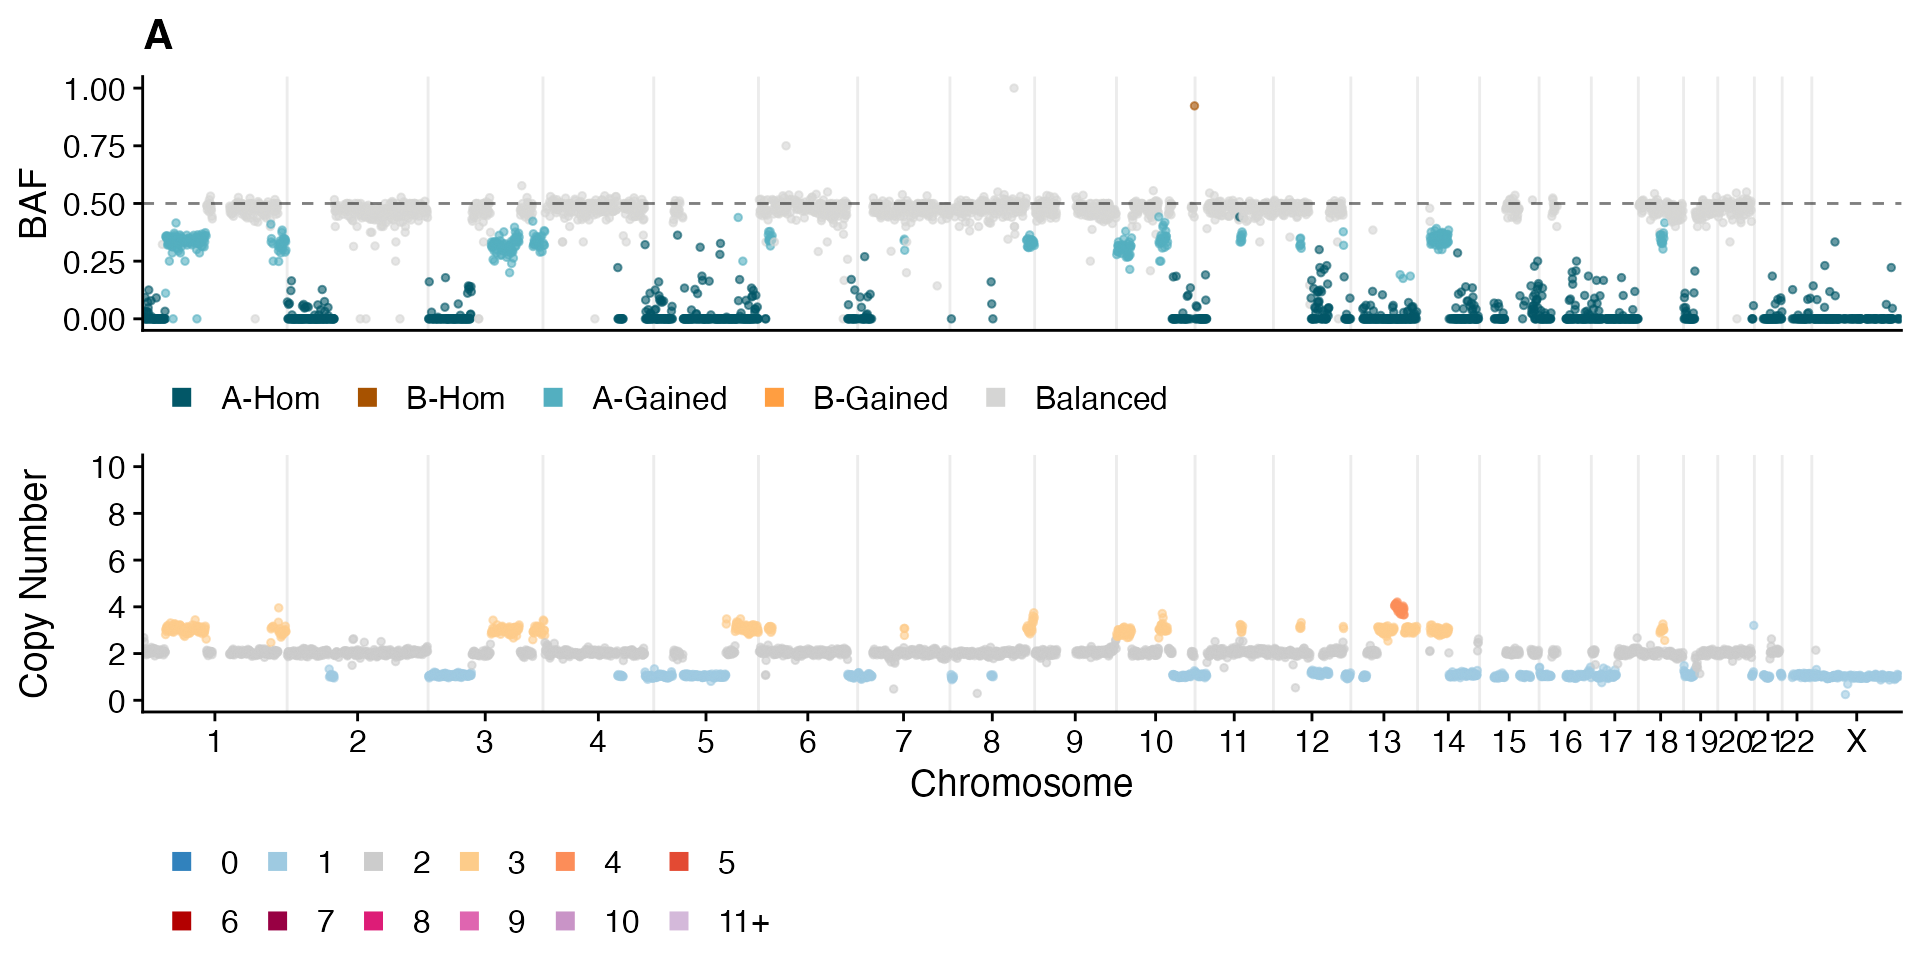 A
BAF
1.00
0.75
0.50
0.25
0.00
A-Hom B-Hom A-Gained B-Gained Balanced
Copy Number
10
8
6
4
2
0
1 2 3 4 5 6 7 8 9 10 11 12 13 14 15 16 17 18 19 20 21 22 X
Chromosome
0 1 2 3 4 5
6 7 8 9 10 11+